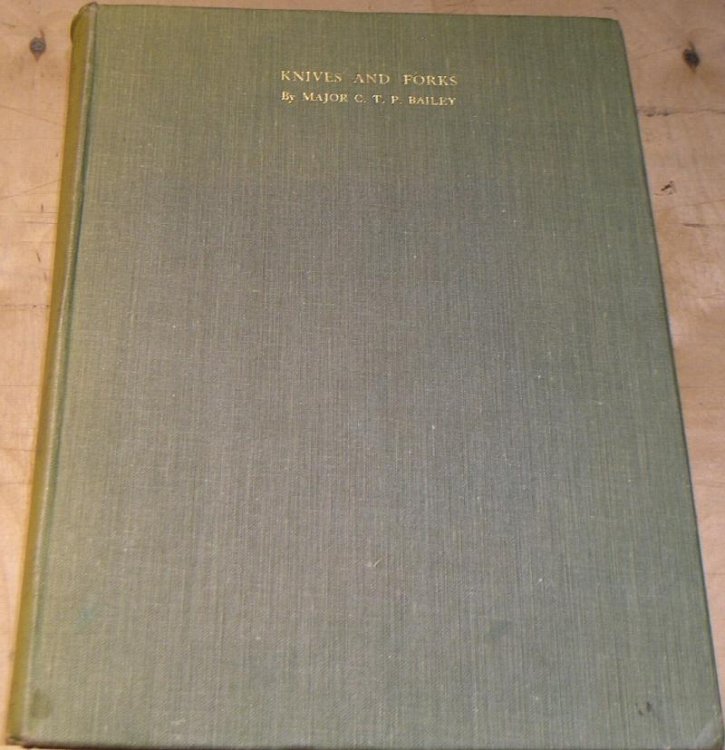 KNIVES AND FORKS
By MAJOR C. T. P. BAILEY